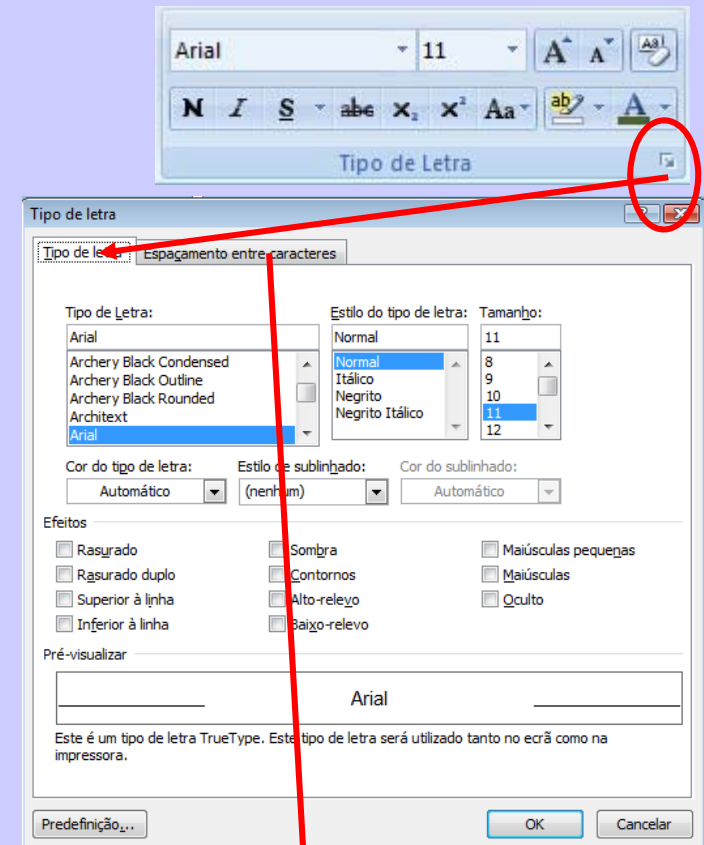 Arial 11 A A Aa
N I S abc X₂ X² Aa ab A
Tipo de Letra
Tipo de letra
Tipo de letra Espaçamento entre caracteres
Tipo de Letra: Estilo do tipo de letra: Tamanho:
Arial Normal 11
Archery Black Condensed Normal 8
Archery Black Outline Itálico 9
Archery Black Rounded Negrito 10
Architext Negrito Itálico 11
Arial 12
Cor do tipo de letra: Estilo de sublinhado: Cor do sublinhado:
Automático (nenhum) Automático
Efeitos
Rasurado Sombra Maiúsculas pequenas
Rasurado duplo Contornos Maiúsculas
Superior à linha Alto-relevo Oculto
Inferior à linha Baixo-relevo
Pré-visualizar
Arial
Este é um tipo de letra TrueType. Este tipo de letra será utilizado tanto no ecrã como na
impressora.
Predefinição... OK Cancelar